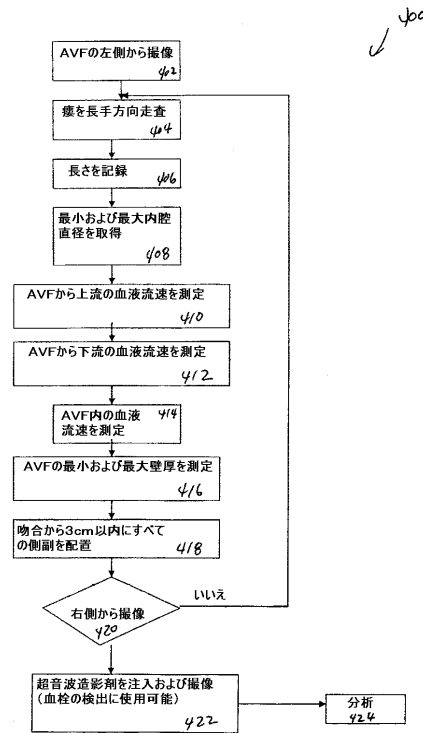 400
AVFの左側から撮像
402
瘻を長手方向走査
404
長さを記録
406
最小および最大内腔
直径を取得
408
AVFから上流の血液流速を測定
410
AVFから下流の血液流速を測定
412
AVF内の血液
流速を測定
414
AVFの最小および最大壁厚を測定
416
吻合から3cm以内にすべて
の側副を配置
418
右側から撮像
420
いいえ
超音波造影剤を注入および撮像
(血栓の検出に使用可能)
422
分析
424